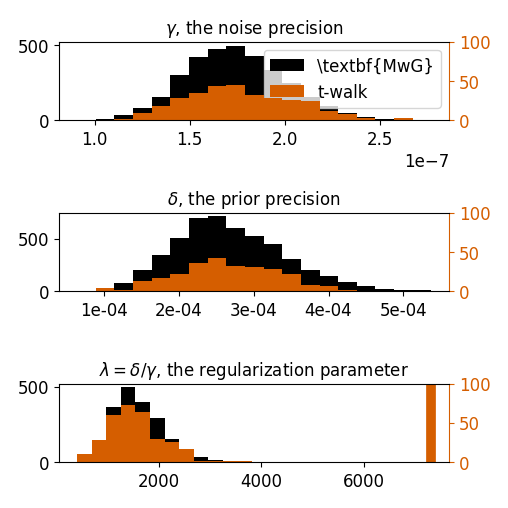 γ, the noise precision
500
0
100
50
0
\textbf{MwG}
t-walk
1.0 1.5 2.0 2.5
1e−7
δ, the prior precision
500
0
100
50
0
1e-04 2e-04 3e-04 4e-04 5e-04
λ = δ/γ, the regularization parameter
500
0
100
50
0
2000 4000 6000